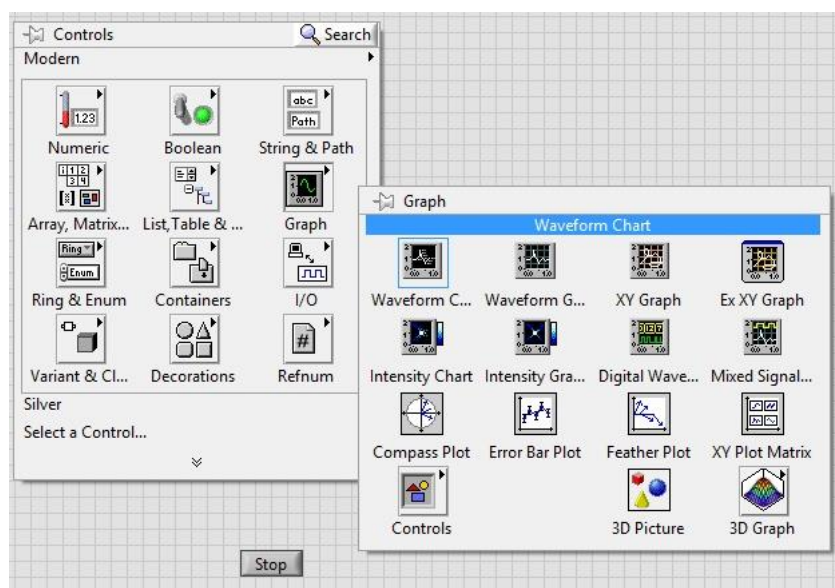 Controls Search
Modern
1.23 abc Path
Numeric Boolean String & Path
Array, Matrix... List, Table & ... Graph
Ring Enum
Ring & Enum Containers I/O
#
Variant & Cl... Decorations Refnum
Silver
Select a Control...
Graph
Waveform Chart
Waveform C... Waveform G... XY Graph Ex XY Graph
Intensity Chart Intensity Gra... Digital Wave... Mixed Signal...
Compass Plot Error Bar Plot Feather Plot XY Plot Matrix
Controls 3D Picture 3D Graph
Stop